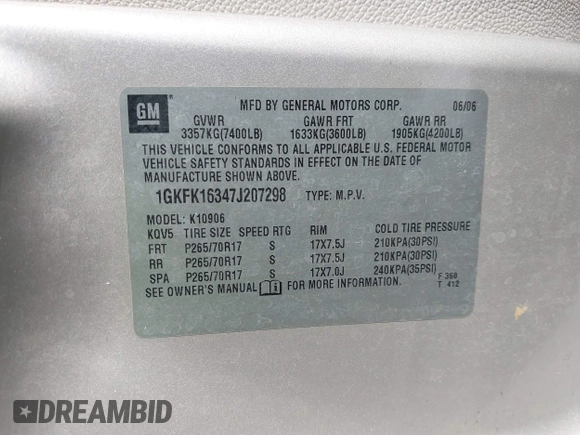 GM
MFD BY GENERAL MOTORS CORP. 06/06
GVWR GAWR FRT GAWR RR
3357KG(7400LB) 1633KG(3600LB) 1905KG(4200LB)
THIS VEHICLE CONFORMS TO ALL APPLICABLE U.S. FEDERAL MOTOR
VEHICLE SAFETY STANDARDS IN EFFECT ON THE DATE OF
MANUFACTURE SHOWN ABOVE.
1GKFK16347J207298 TYPE: M.P.V.
MODEL: K10906
KQV5 TIRE SIZE SPEED RTG RIM COLD TIRE PRESSURE
FRT P265/70R17 S 17X7.5J 210KPA(30PSI)
RR P265/70R17 S 17X7.5J 210KPA(30PSI)
SPA P265/70R17 S 17X7.0J 240KPA(35PSI)
SEE OWNER'S MANUAL FOR MORE INFORMATION. F 360
T 412
DREAMBID